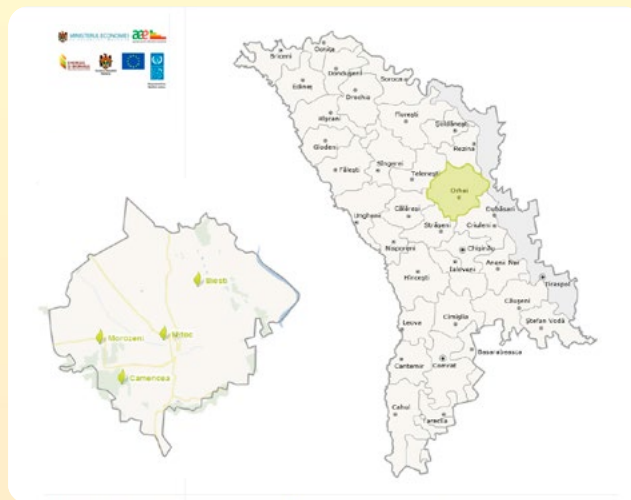 MINISTERUL ECONOMIEI
aee
Briceni
Ocnița
Dondușeni
Soroca
Edineț
Drochia
Rîșcani
Florești
Șoldănești
Glodeni
Rezina
Fălești
Sîngerei
Telenești
Orhei
Ungheni
Călărași
Dubăsari
Strășeni
Criuleni
Nisporeni
Chișinău
Ialoveni
Anenii Noi
Hîncești
Tiraspol
Căușeni
Ștefan Vodă
Leova
Cimișlia
Basarabeasca
Cantemir
Comrat
Cahul
Taraclia
Biesti
Mitoc
Morozeni
Camencea